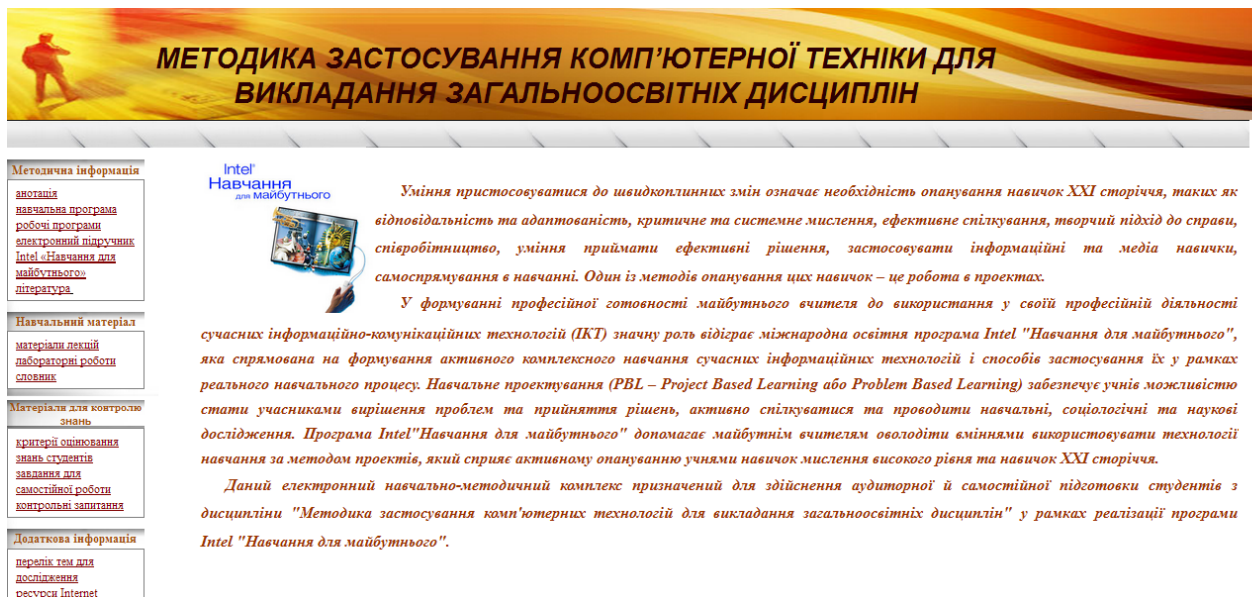 МЕТОДИКА ЗАСТОСУВАННЯ КОМП’ЮТЕРНОЇ ТЕХНІКИ ДЛЯ
ВИКЛАДАННЯ ЗАГАЛЬНООСВІТНІХ ДИСЦИПЛІН
Методична інформація
анотація
навчальна програма
робочі програми
електронний підручник
Intel «Навчання для
майбутнього»
література
Навчальний матеріал
матеріали лекцій
лабораторні роботи
словник
Матеріали для контролю
знань
критерії оцінювання
знань студентів
завдання для
самостійної роботи
контрольні запитання
Додаткова інформація
перелік тем для
дослідження
ресурси Internet
Intel®
Навчання
для майбутнього
Уміння пристосовуватися до швидкоплинних змін означає необхідність опанування навичок XXI сторіччя, таких як
відповідальність та адаптованість, критичне та системне мислення, ефективне спілкування, творчий підхід до справи,
співробітництво, уміння приймати ефективні рішення, застосовувати інформаційні та медіа навички,
самоспрямування в навчанні. Один із методів опанування цих навичок – це робота в проектах.
У формуванні професійної готовності майбутнього вчителя до використання у своїй професійній діяльності
сучасних інформаційно-комунікаційних технологій (ІКТ) значну роль відіграє міжнародна освітня програма Intel "Навчання для майбутнього",
яка спрямована на формування активного комплексного навчання сучасних інформаційних технологій і способів застосування їх у рамках
реального навчального процесу. Навчальне проектування (PBL – Project Based Learning або Problem Based Learning) забезпечує учнів можливістю
стати учасниками вирішення проблем та прийняття рішень, активно спілкуватися та проводити навчальні, соціологічні та наукові
дослідження. Програма Intel"Навчання для майбутнього" допомагає майбутнім вчителям оволодіти вміннями використовувати технології
навчання за методом проектів, який сприяє активному опануванню учнями навичок мислення високого рівня та навичок XXI сторіччя.
Даний електронний навчально-методичний комплекс призначений для здійснення аудиторної й самостійної підготовки студентів з
дисципліни "Методика застосування комп'ютерних технологій для викладання загальноосвітніх дисциплін" у рамках реалізації програми
Intel "Навчання для майбутнього".